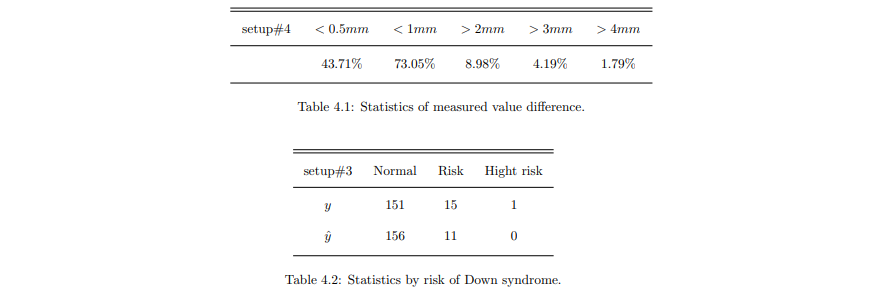 setup#4 < 0.5mm < 1mm > 2mm > 3mm > 4mm
43.71% 73.05% 8.98% 4.19% 1.79%
Table 4.1: Statistics of measured value difference.
setup#3 Normal Risk Hight risk
y 151 15 1
ŷ 156 11 0
Table 4.2: Statistics by risk of Down syndrome.